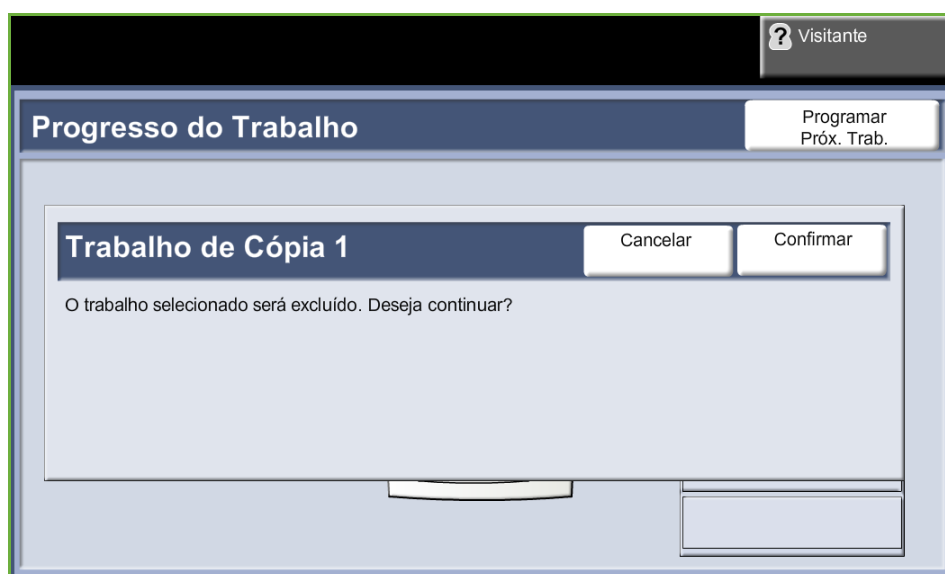 Visitante
Progresso do Trabalho
Programar
Próx. Trab.
Trabalho de Cópia 1
Cancelar
Confirmar
O trabalho selecionado será excluído. Deseja continuar?